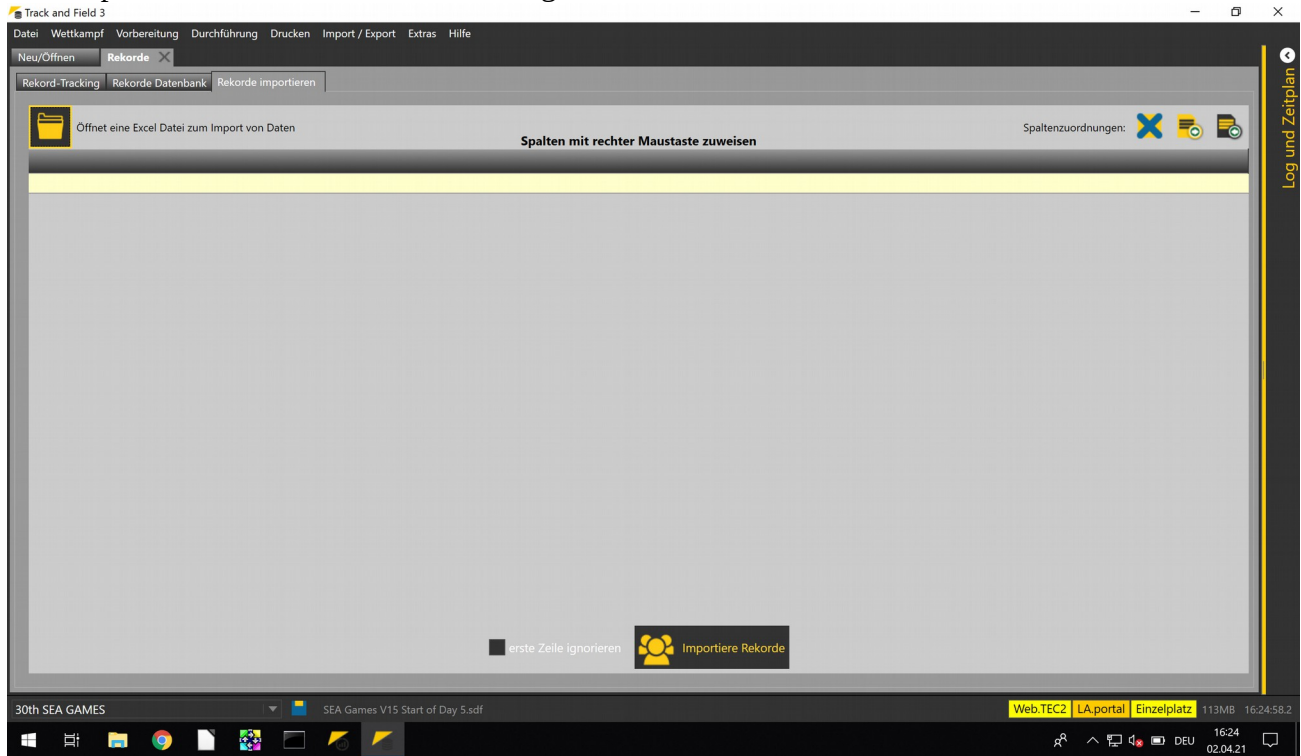 Track and Field 3
Datei Wettkampf Vorbereitung Durchführung Drucken Import / Export Extras Hilfe
Neu/Öffnen Rekorde
Rekord-Tracking Rekorde Datenbank Rekorde importieren
Öffnet eine Excel Datei zum Import von Daten
Spalten mit rechter Maustaste zuweisen
Spaltenzuordnungen:
Log und Zeitplan
erste Zeile ignorieren
Importiere Rekorde
30th SEA GAMES
SEA Games V15 Start of Day 5.sdf
Web.TEC2 LA.portal Einzelplatz 113MB 16:24:58.2
DEU
16:24
02.04.21